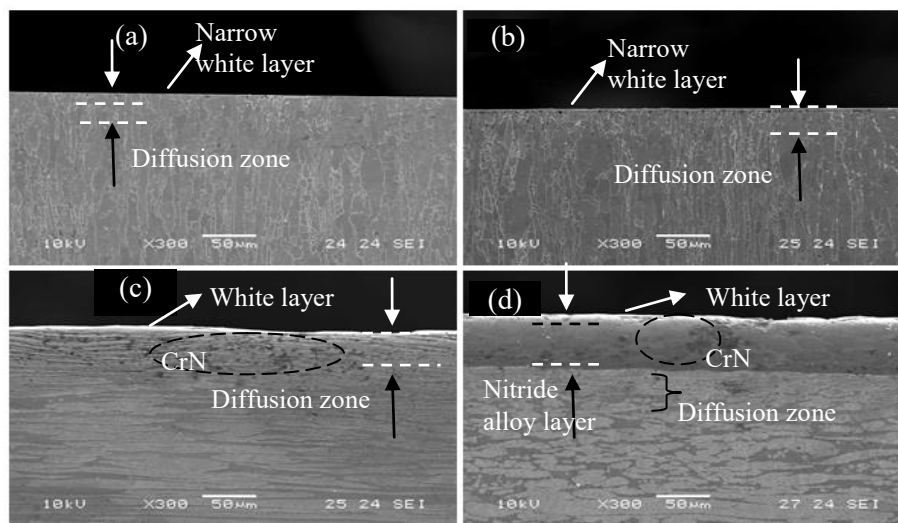 (a)
Narrow
white layer
Diffusion zone
10kV X300 50μm 24 24 SEI
(b)
Narrow
white layer
Diffusion zone
10kV X300 50μm 25 24 SEI
(c)
White layer
CrN
Diffusion zone
10kV X300 50μm 25 24 SEI
(d)
White layer
CrN
Nitride
alloy layer
Diffusion zone
10kV X300 50μm 27 24 SEI